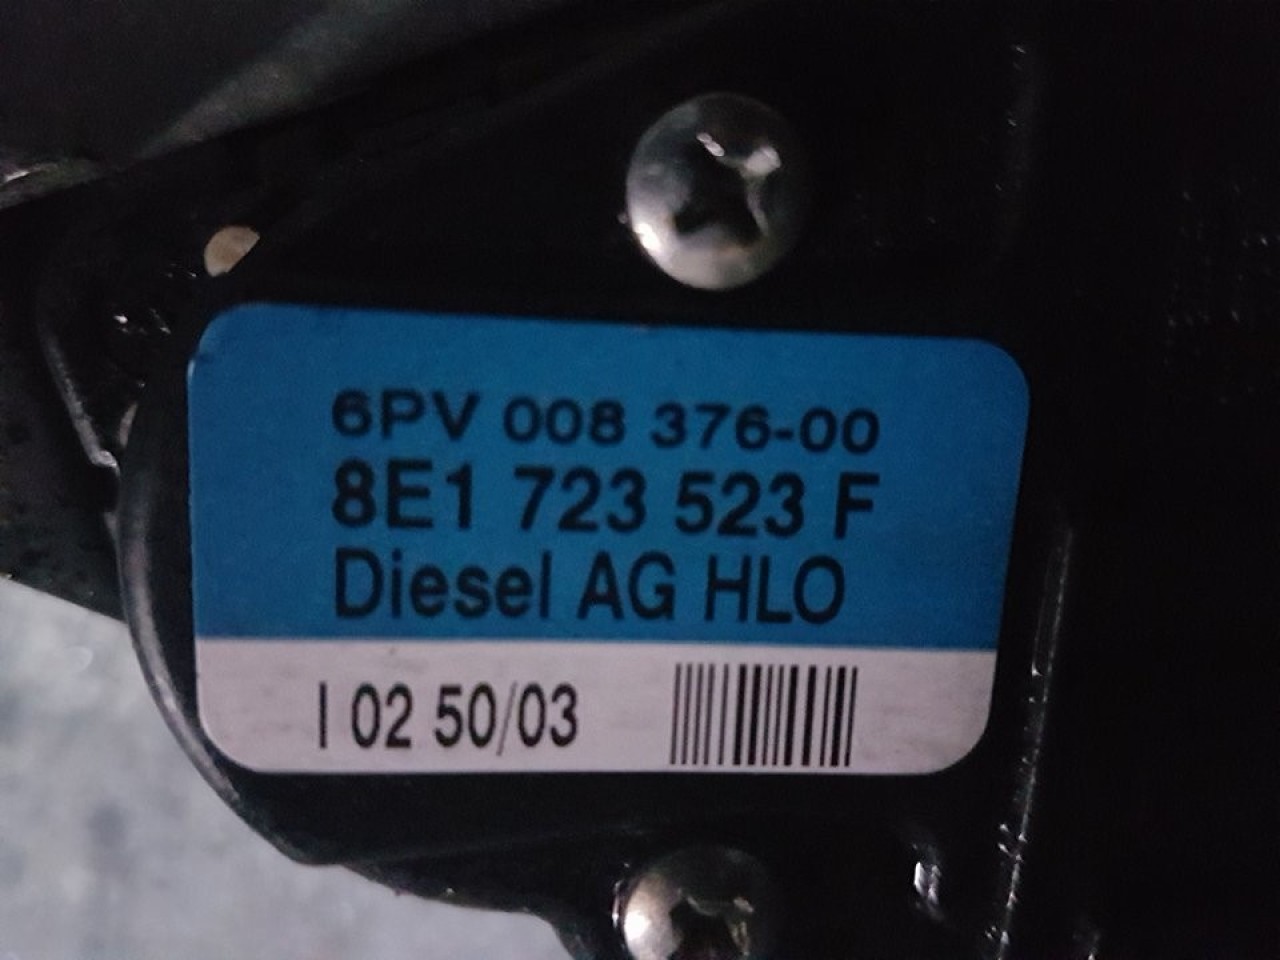 6PV 008 376-00
8E1 723 523 F
Diesel AG HLO
I 02 50/03